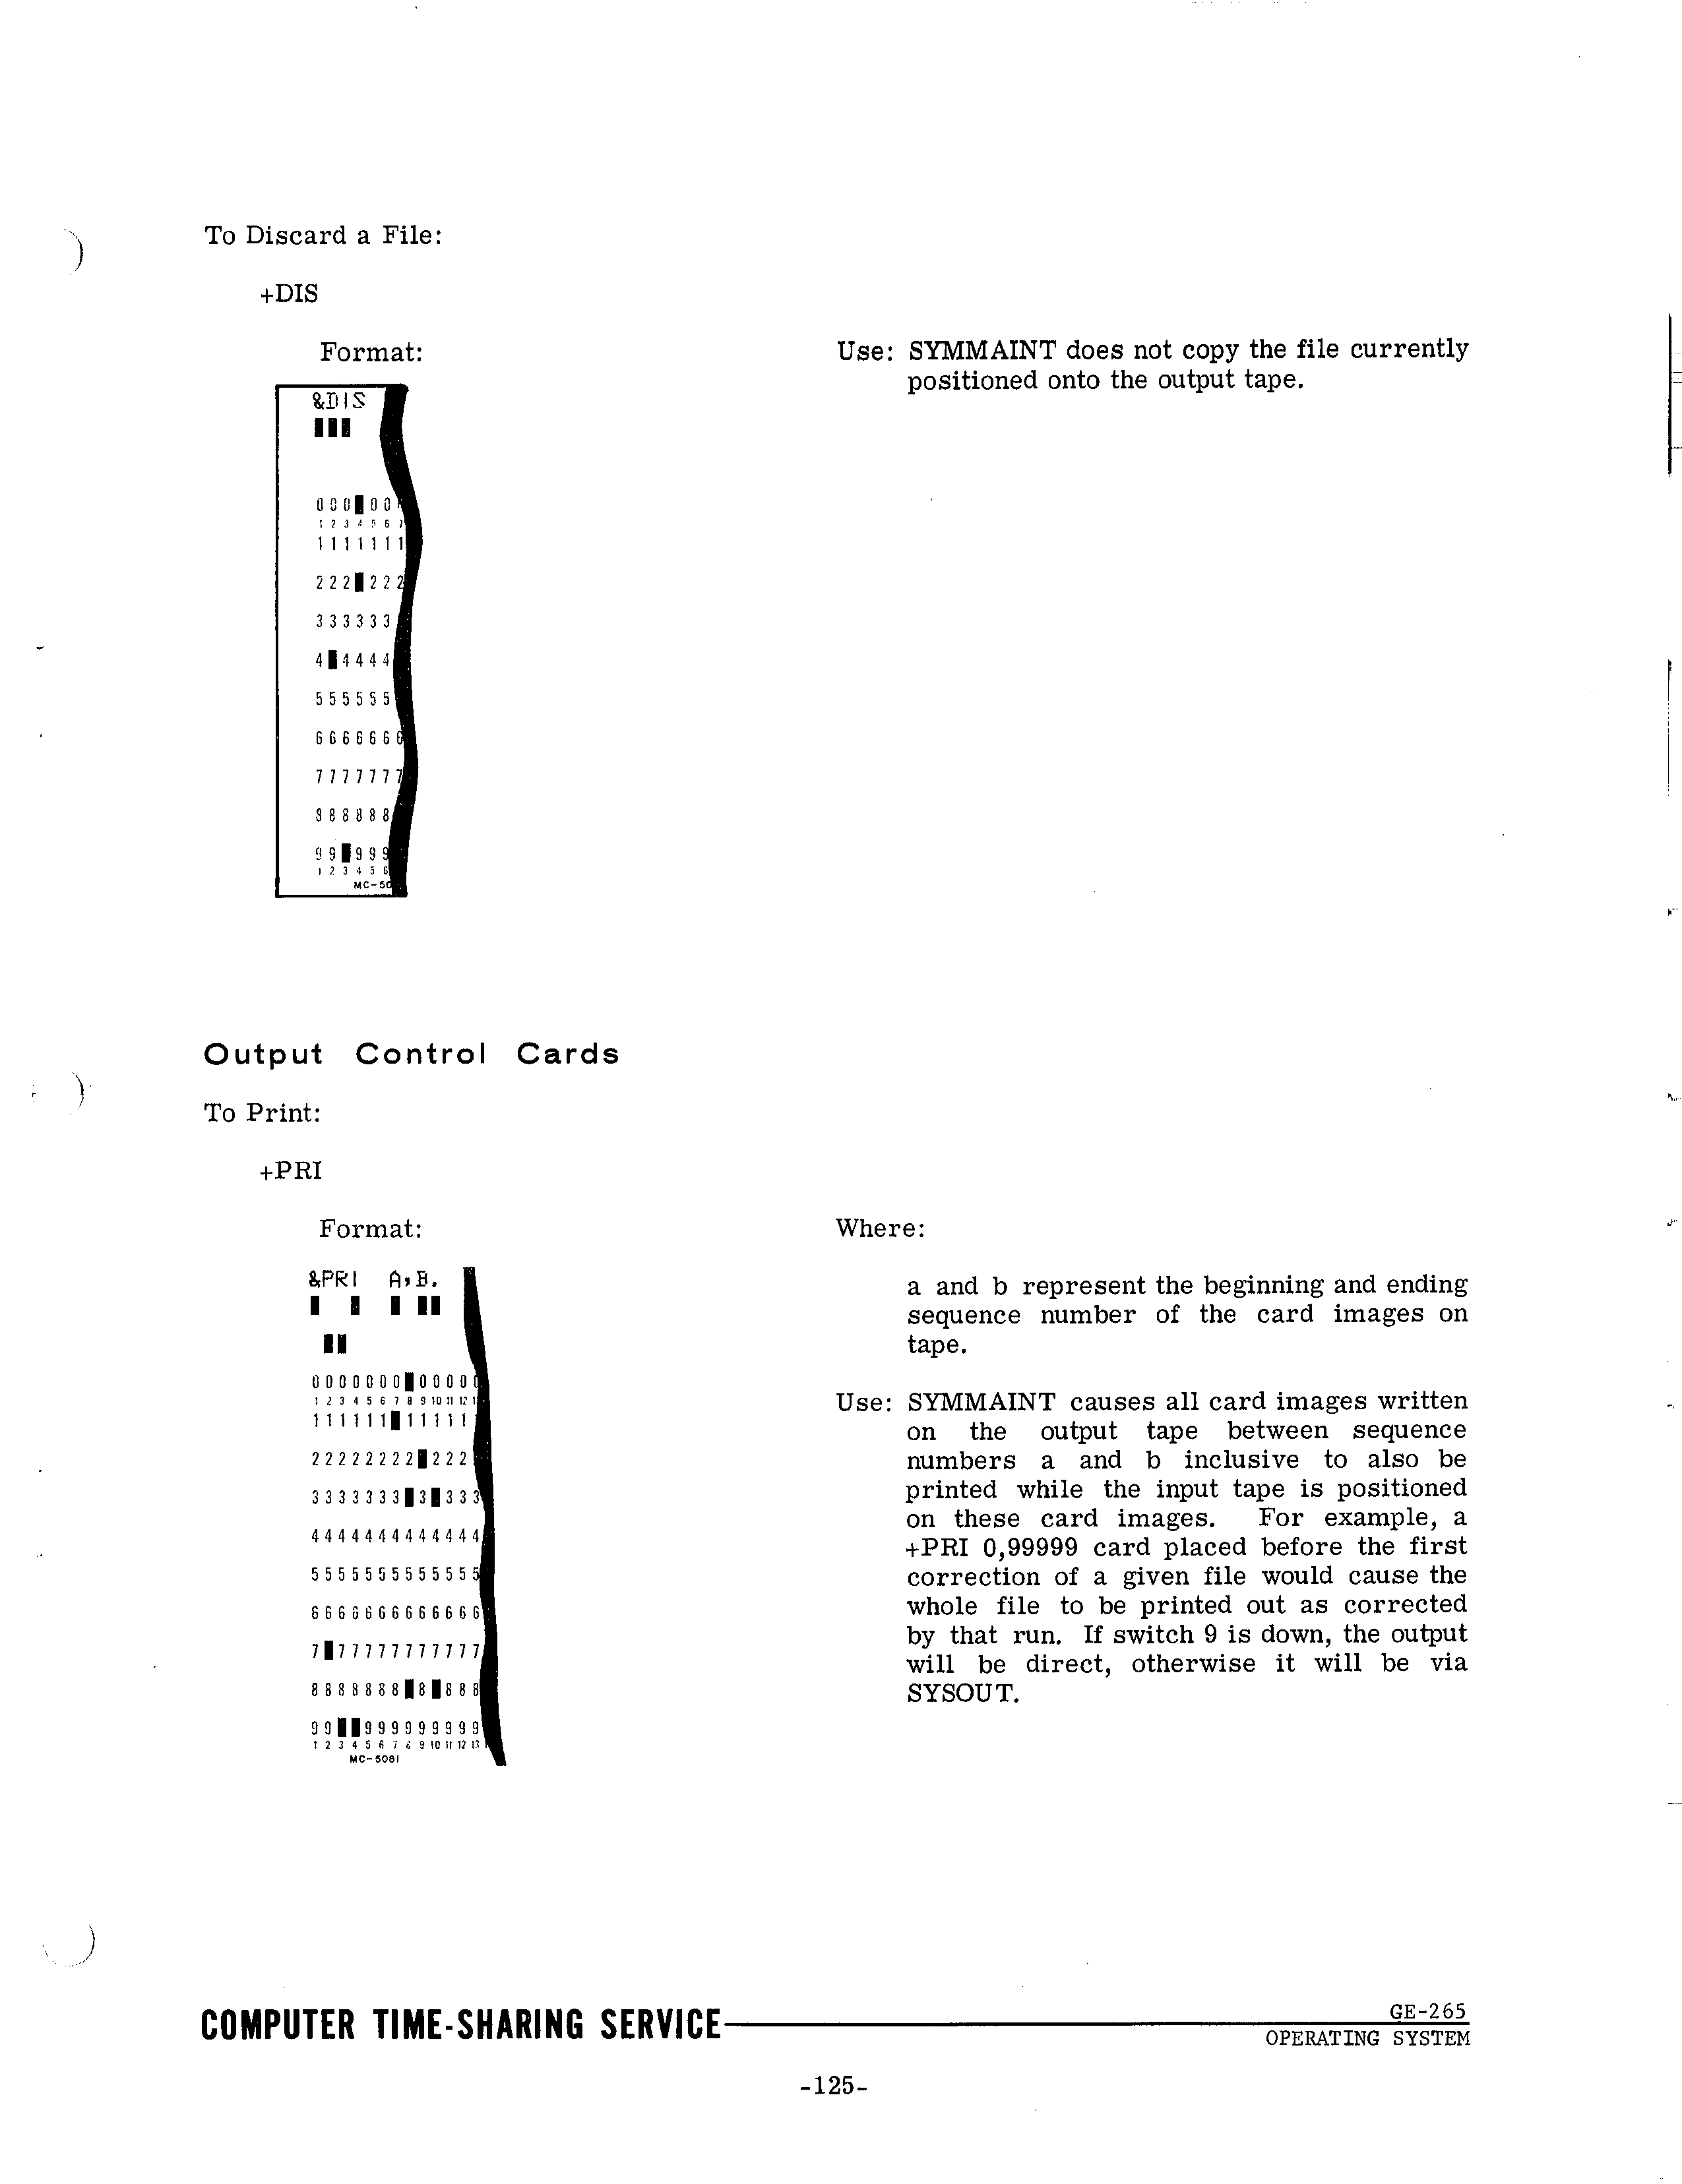 To Discard a File:
+DIS
Format:
Use: SYMMAINT does not copy the file currently
positioned onto the output tape.
&DIS
0 0 0 0 0
1 2 3 4 5 6 7
1 1 1 1 1 1 1
2 2 2 2 2 2
3 3 3 3 3 3
4 4 4 4 4
5 5 5 5 5 5
6 6 6 6 6 6 6
7 7 7 7 7 7 7
8 8 8 8 8 8
9 9 9 9 9
1 2 3 4 5 6
MC-50
Output Control Cards
To Print:
+PRI
Format:
Where:
&PRI A,B.
a and b represent the beginning and ending
sequence number of the card images on
tape.
0 0 0 0 0 0 0 0 0 0 0 0
1 2 3 4 5 6 7 8 9 10 11 12 1
1 1 1 1 1 1 1 1 1 1 1
2 2 2 2 2 2 2 2 2 2 2
3 3 3 3 3 3 3 3 3 3 3
4 4 4 4 4 4 4 4 4 4 4 4 4
5 5 5 5 5 5 5 5 5 5 5 5 5
6 6 6 6 6 6 6 6 6 6 6 6 6
7 7 7 7 7 7 7 7 7 7 7 7
8 8 8 8 8 8 8 8 8 8 8
9 9 9 9 9 9 9 9 9 9 9
1 2 3 4 5 6 7 8 9 10 11 12 13
MC-5081
Use: SYMMAINT causes all card images written
on the output tape between sequence
numbers a and b inclusive to also be
printed while the input tape is positioned
on these card images. For example, a
+PRI 0,99999 card placed before the first
correction of a given file would cause the
whole file to be printed out as corrected
by that run. If switch 9 is down, the output
will be direct, otherwise it will be via
SYSOUT.
COMPUTER TIME-SHARING SERVICE
GE-265
OPERATING SYSTEM
-125-